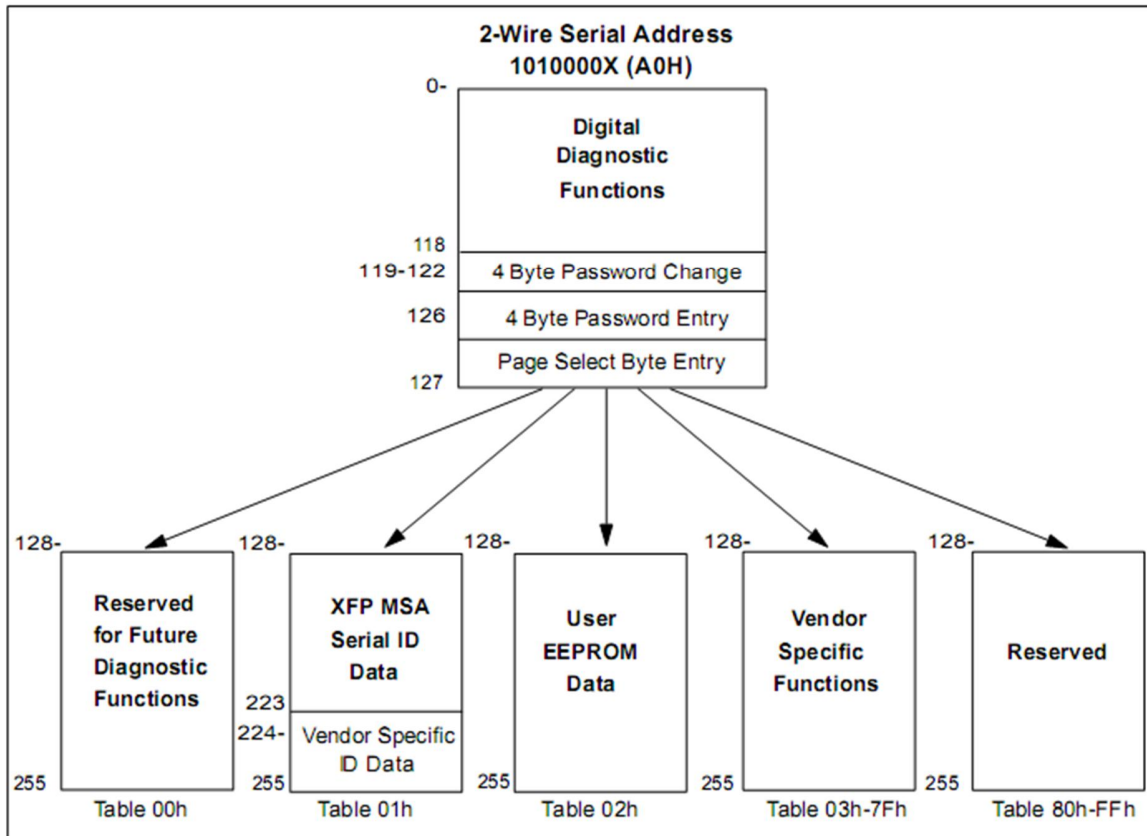 2-Wire Serial Address
1010000X (A0H)
0-
Digital
Diagnostic
Functions
118
119-122
4 Byte Password Change
126
4 Byte Password Entry
Page Select Byte Entry
127
128-
Reserved
for Future
Diagnostic
Functions
255
Table 00h
128-
XFP MSA
Serial ID
Data
223
224-
Vendor Specific
ID Data
255
Table 01h
128-
User
EEPROM
Data
255
Table 02h
128-
Vendor
Specific
Functions
255
Table 03h-7Fh
128-
Reserved
255
Table 80h-FFh